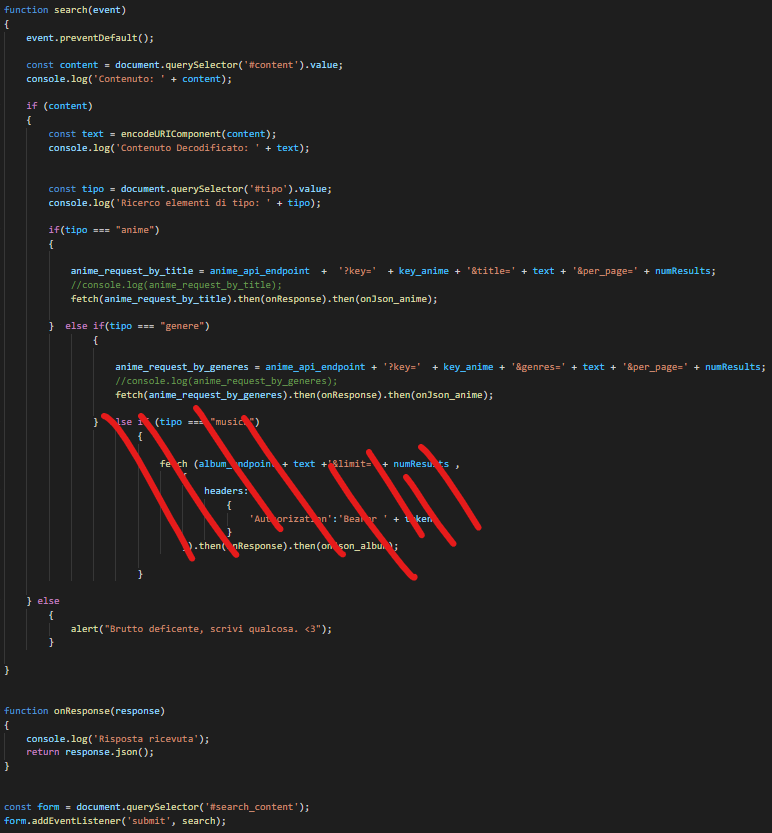 function search(event)
{
event.preventDefault();
const content = document.querySelector('#content').value;
console.log('Contenuto: ' + content);
if (content)
{
const text = encodeURIComponent(content);
console.log('Contenuto Decodificato: ' + text);
const tipo = document.querySelector('#tipo').value;
console.log('Ricerco elementi di tipo: ' + tipo);
if(tipo === "anime")
{
anime_request_by_title = anime_api_endpoint  +  '?key='  + key_anime + '&title=' + text + '&per_page=' + numResults;
//console.log(anime_request_by_title);
fetch(anime_request_by_title).then(onResponse).then(onJson_anime);
}  else if(tipo === "genere")
{
anime_request_by_generes = anime_api_endpoint + '?key='  + key_anime + '&genres=' + text + '&per_page=' + numResults;
//console.log(anime_request_by_generes);
fetch(anime_request_by_generes).then(onResponse).then(onJson_anime);
} else if (tipo === "music")
{
fetch (album_endpoint + text +'&limit=' + numResults ,
{
headers:
{
'Authorization':'Bearer ' + token
}
}).then(onResponse).then(onJson_album);
}
} else
{
alert("Brutto deficente, scrivi qualcosa. <3");
}
}
function onResponse(response)
{
console.log('Risposta ricevuta');
return response.json();
}
const form = document.querySelector('#search_content');
form.addEventListener('submit', search);